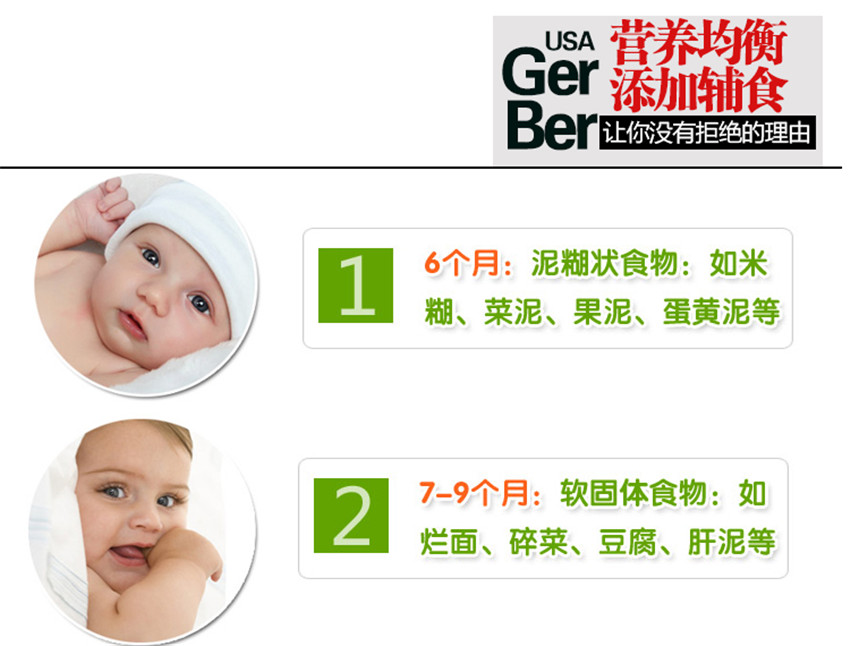 USA
Ger
Ber
营养均衡
添加辅食
让你没有拒绝的理由
1
6个月：泥糊状食物：如米
糊、菜泥、果泥、蛋黄泥等
2
7-9个月：软固体食物：如
烂面、碎菜、豆腐、肝泥等